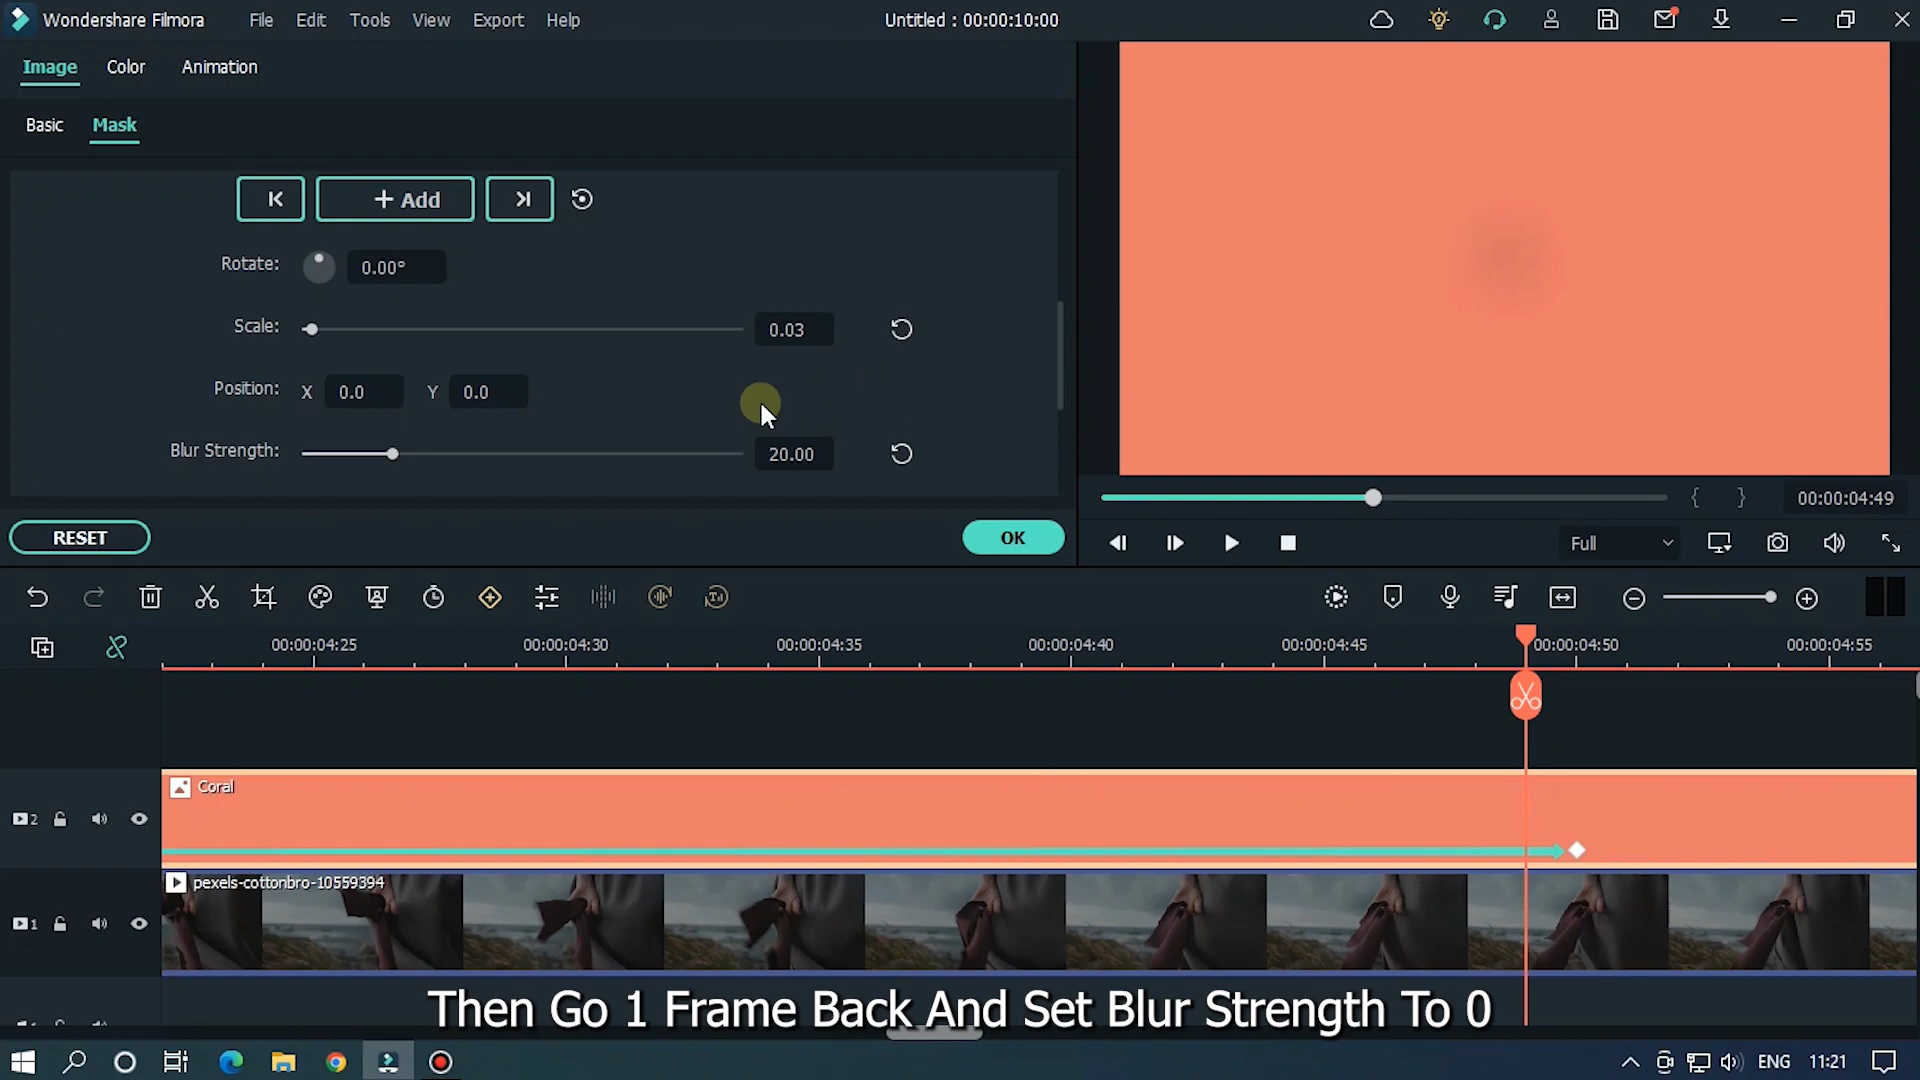 Wondershare Filmora File Edit Tools View Export Help Untitled : 00:00:10:00
Image Color Animation
Basic Mask
+ Add
Rotate: 0.00°
Scale: 0.03
Position: X 0.0 Y 0.0
Blur Strength: 20.00
{ } 00:00:04:49
RESET OK
Full
00:00:04:25 00:00:04:30 00:00:04:35 00:00:04:40 00:00:04:45 00:00:04:50 00:00:04:55
Coral
2
pexels-cottonbro-10559394
1
Then Go 1 Frame Back And Set Blur Strength To 0
ENG 11:21